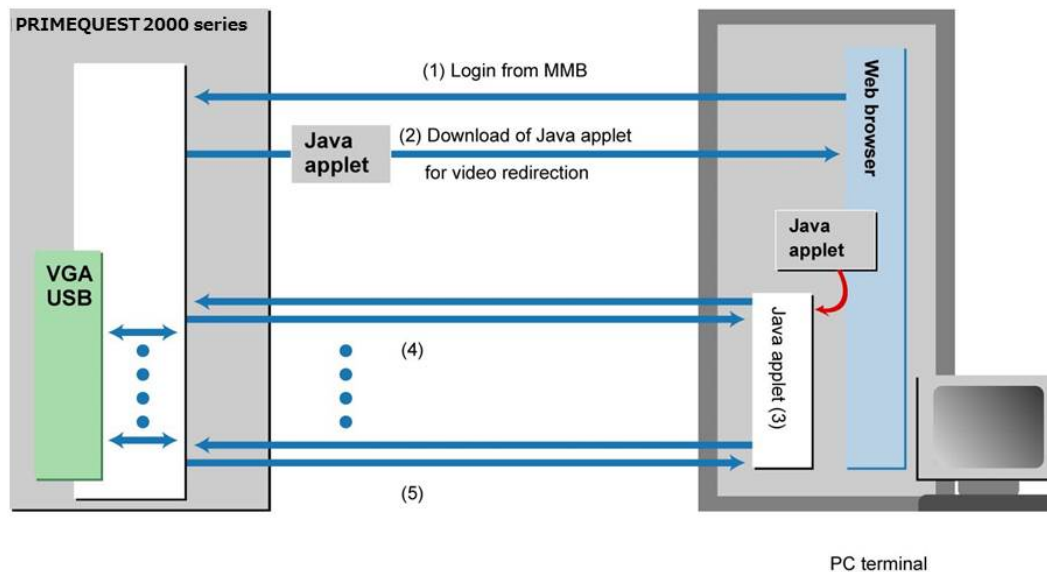 PRIMEQUEST 2000 series
(1) Login from MMB
Web browser
Java
applet
(2) Download of Java applet
for video redirection
Java
applet
VGA
USB
Java applet (3)
(4)
(5)
PC terminal